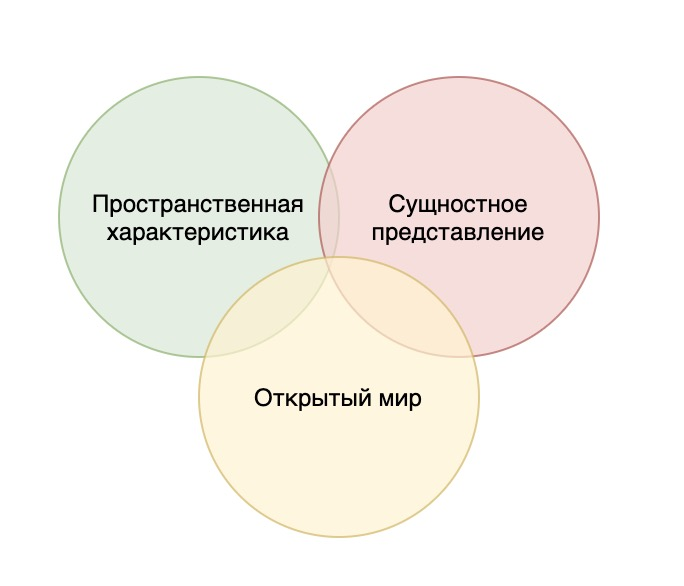 Пространственная
характеристика
Сущностное
представление
Открытый мир